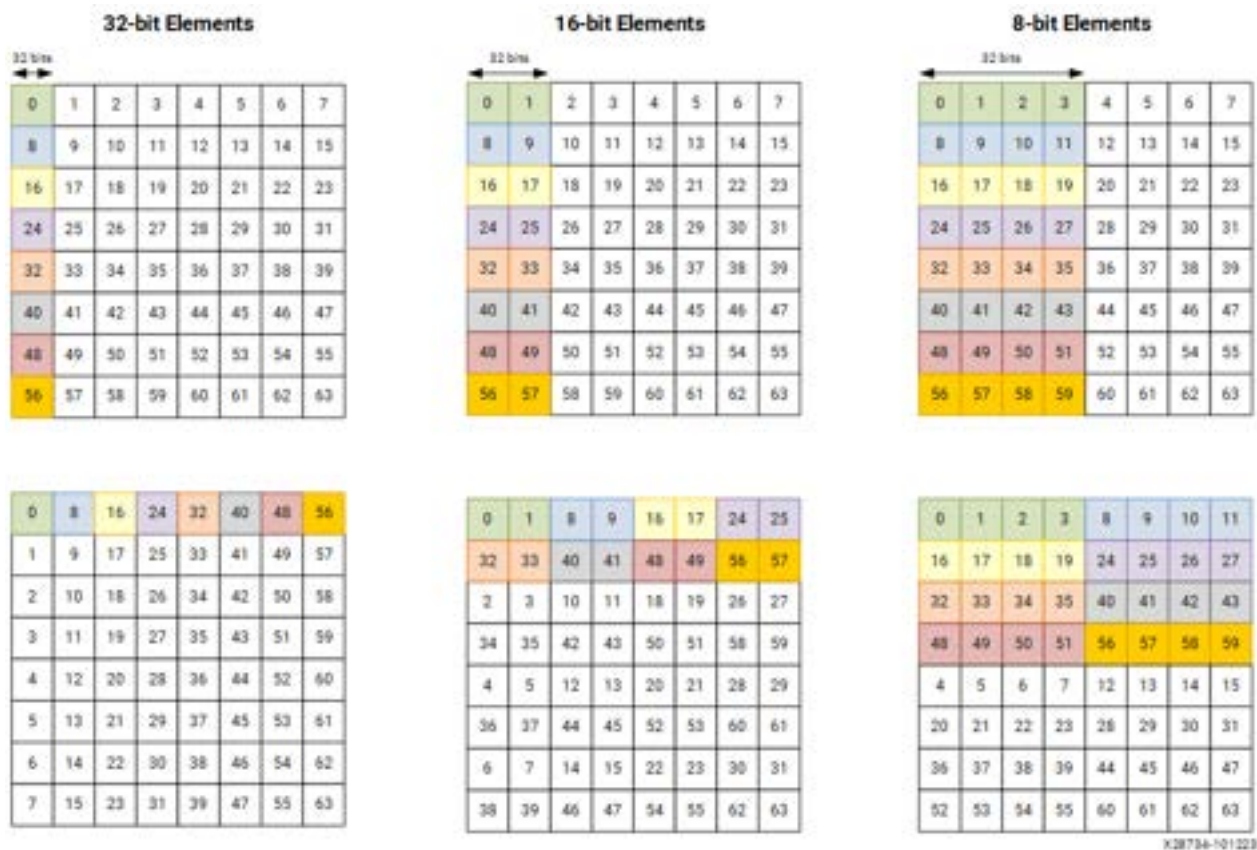 32-bit Elements 16-bit Elements 8-bit Elements
32 bits 32 bits 32 bits
0 1 2 3 4 5 6 7 0 1 2 3 4 5 6 7 0 1 2 3 4 5 6 7
8 9 10 11 12 13 14 15 8 9 10 11 12 13 14 15 8 9 10 11 12 13 14 15
16 17 18 19 20 21 22 23 16 17 18 19 20 21 22 23 16 17 18 19 20 21 22 23
24 25 26 27 28 29 30 31 24 25 26 27 28 29 30 31 24 25 26 27 28 29 30 31
32 33 34 35 36 37 38 39 32 33 34 35 36 37 38 39 32 33 34 35 36 37 38 39
40 41 42 43 44 45 46 47 40 41 42 43 44 45 46 47 40 41 42 43 44 45 46 47
48 49 50 51 52 53 54 55 48 49 50 51 52 53 54 55 48 49 50 51 52 53 54 55
56 57 58 59 60 61 62 63 56 57 58 59 60 61 62 63 56 57 58 59 60 61 62 63
0 8 16 24 32 40 48 56 0 1 8 9 16 17 24 25 0 1 2 3 8 9 10 11
1 9 17 25 33 41 49 57 32 33 40 41 48 49 56 57 16 17 18 19 24 25 26 27
2 10 18 26 34 42 50 58 2 3 10 11 18 19 26 27 32 33 34 35 40 41 42 43
3 11 19 27 35 43 51 59 34 35 42 43 50 51 58 59 48 49 50 51 56 57 58 59
4 12 20 28 36 44 52 60 4 5 12 13 20 21 28 29 4 5 6 7 12 13 14 15
5 13 21 29 37 45 53 61 36 37 44 45 52 53 60 61 20 21 22 23 28 29 30 31
6 14 22 30 38 46 54 62 6 7 14 15 22 23 30 31 36 37 38 39 44 45 46 47
7 15 23 31 39 47 55 63 38 39 46 47 54 55 62 63 52 53 54 55 60 61 62 63
X28734-101223